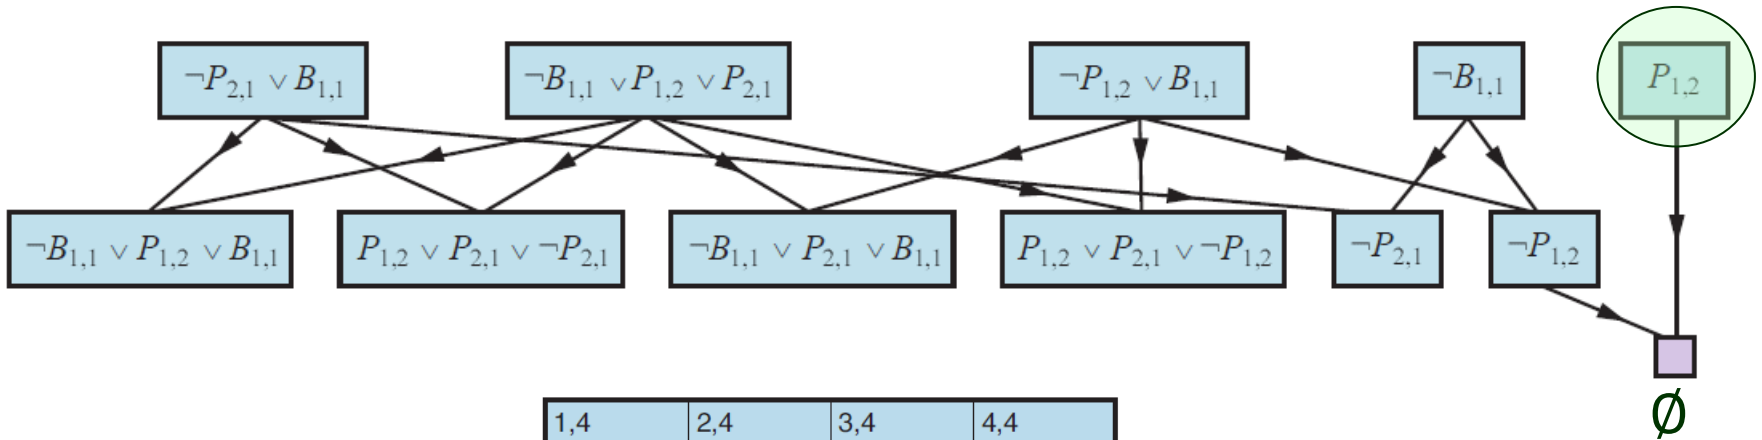 ¬P2,1 ∨ B1,1
¬B1,1 ∨ P1,2 ∨ P2,1
¬P1,2 ∨ B1,1
¬B1,1
P1,2
¬B1,1 ∨ P1,2 ∨ B1,1
P1,2 ∨ P2,1 ∨ ¬P2,1
¬B1,1 ∨ P2,1 ∨ B1,1
P1,2 ∨ P2,1 ∨ ¬P1,2
¬P2,1
¬P1,2
Ø
1,4 2,4 3,4 4,4